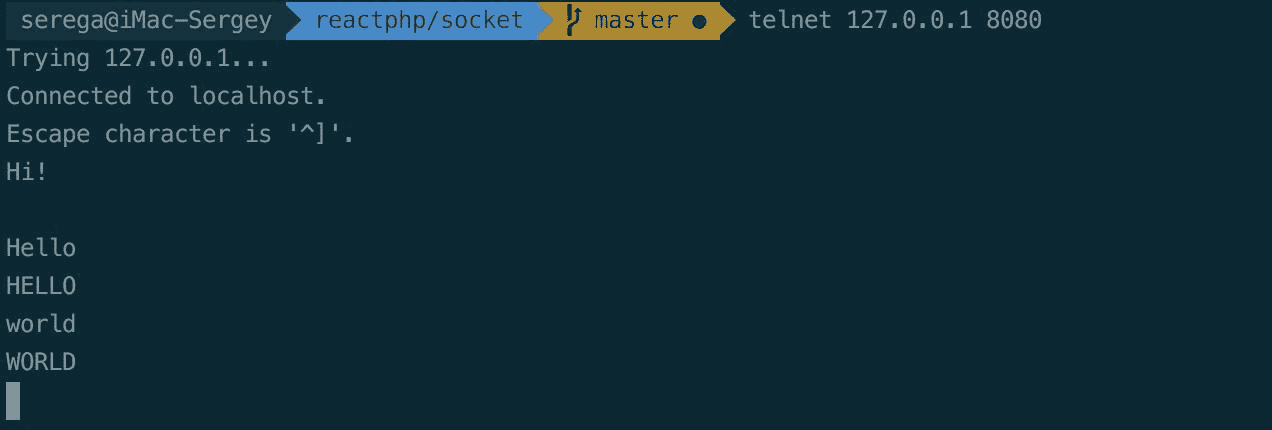 serega@iMac-Sergey reactphp/socket master ● telnet 127.0.0.1 8080
Trying 127.0.0.1...
Connected to localhost.
Escape character is '^]'.
Hi!
Hello
HELLO
world
WORLD